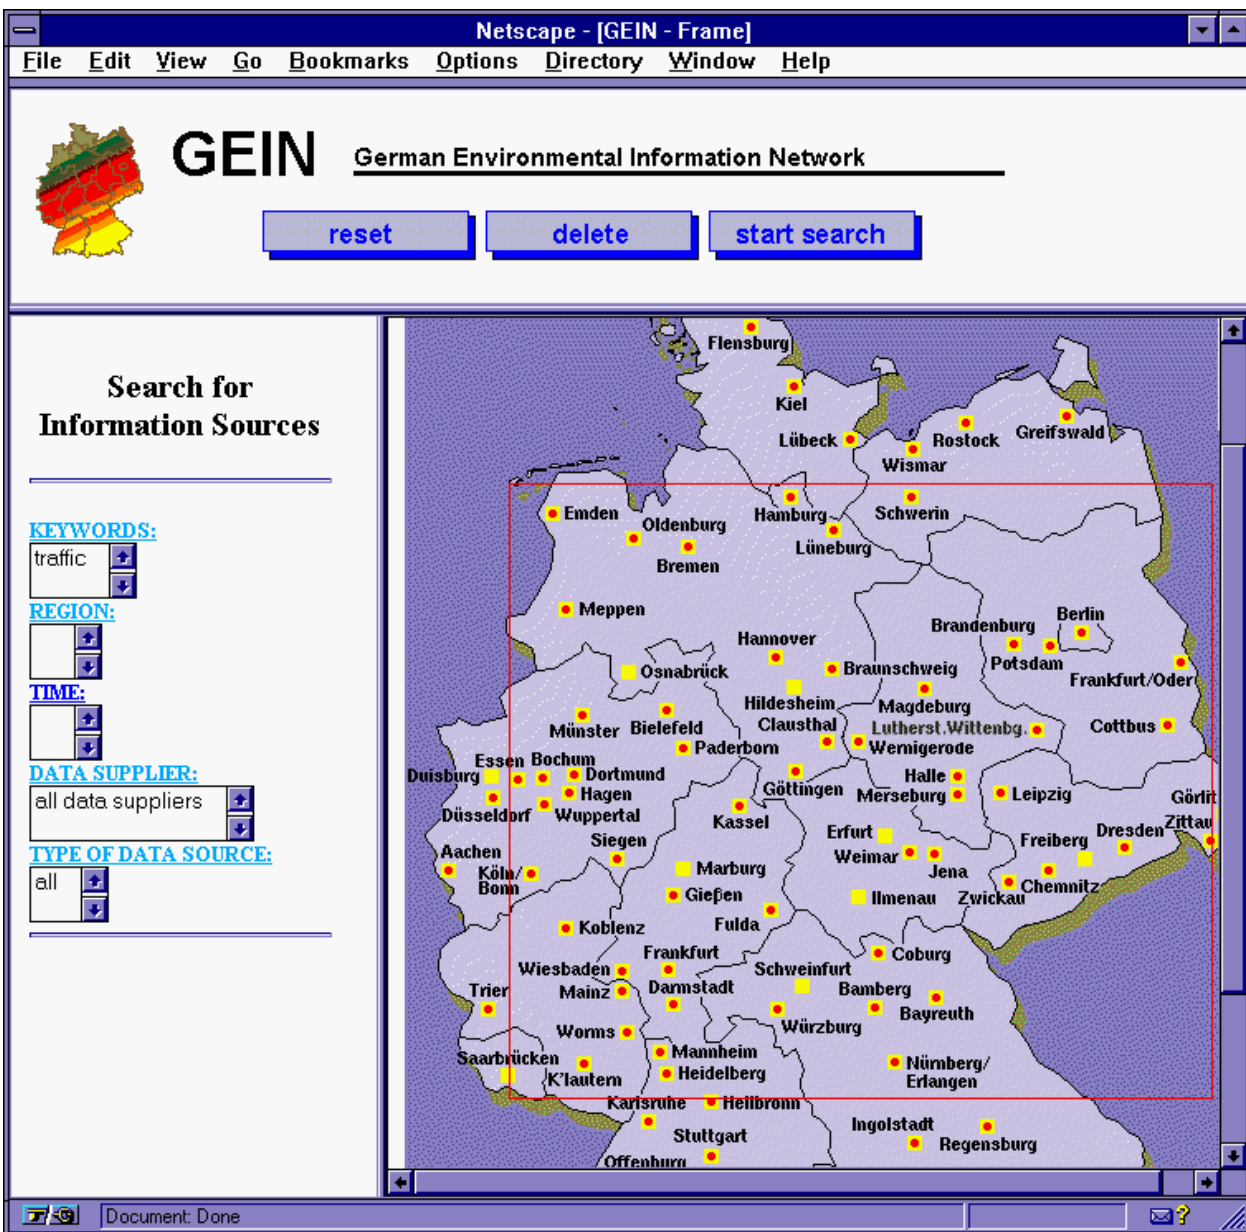 Netscape - [GEIN - Frame]
File Edit View Go Bookmarks Options Directory Window Help
GEIN German Environmental Information Network
reset delete start search
Search for
Information Sources
KEYWORDS:
traffic
REGION:
TIME:
DATA SUPPLIER:
all data suppliers
TYPE OF DATA SOURCE:
all
Flensburg
Kiel
Lübeck
Wismar
Rostock
Greifswald
Emden
Oldenburg
Bremen
Hamburg
Lüneburg
Schwerin
Meppen
Hannover
Brandenburg
Berlin
Potsdam
Osnabrück
Braunschweig
Frankfurt/Oder
Hildesheim
Magdeburg
Münster
Bielefeld
Clausthal
Lutherst.Wittenbg.
Cottbus
Paderborn
Wernigerode
Essen
Bochum
Duisburg
Dortmund
Halle
Göttingen
Hagen
Merseburg
Leipzig
Görlit
Düsseldorf
Wuppertal
Kassel
Zittau
Erfurt
Dresden
Freiberg
Siegen
Weimar
Aachen
Jena
Köln/
Bonn
Marburg
Chemnitz
Gießen
Ilmenau
Zwickau
Fulda
Koblenz
Frankfurt
Coburg
Wiesbaden
Schweinfurt
Trier
Mainz
Darmstadt
Bamberg
Bayreuth
Würzburg
Worms
Saarbrücken
Mannheim
K'lautern
Heidelberg
Nürnberg/
Erlangen
Karlsruhe
Heilbronn
Ingolstadt
Stuttgart
Regensburg
Offenburg
Document: Done